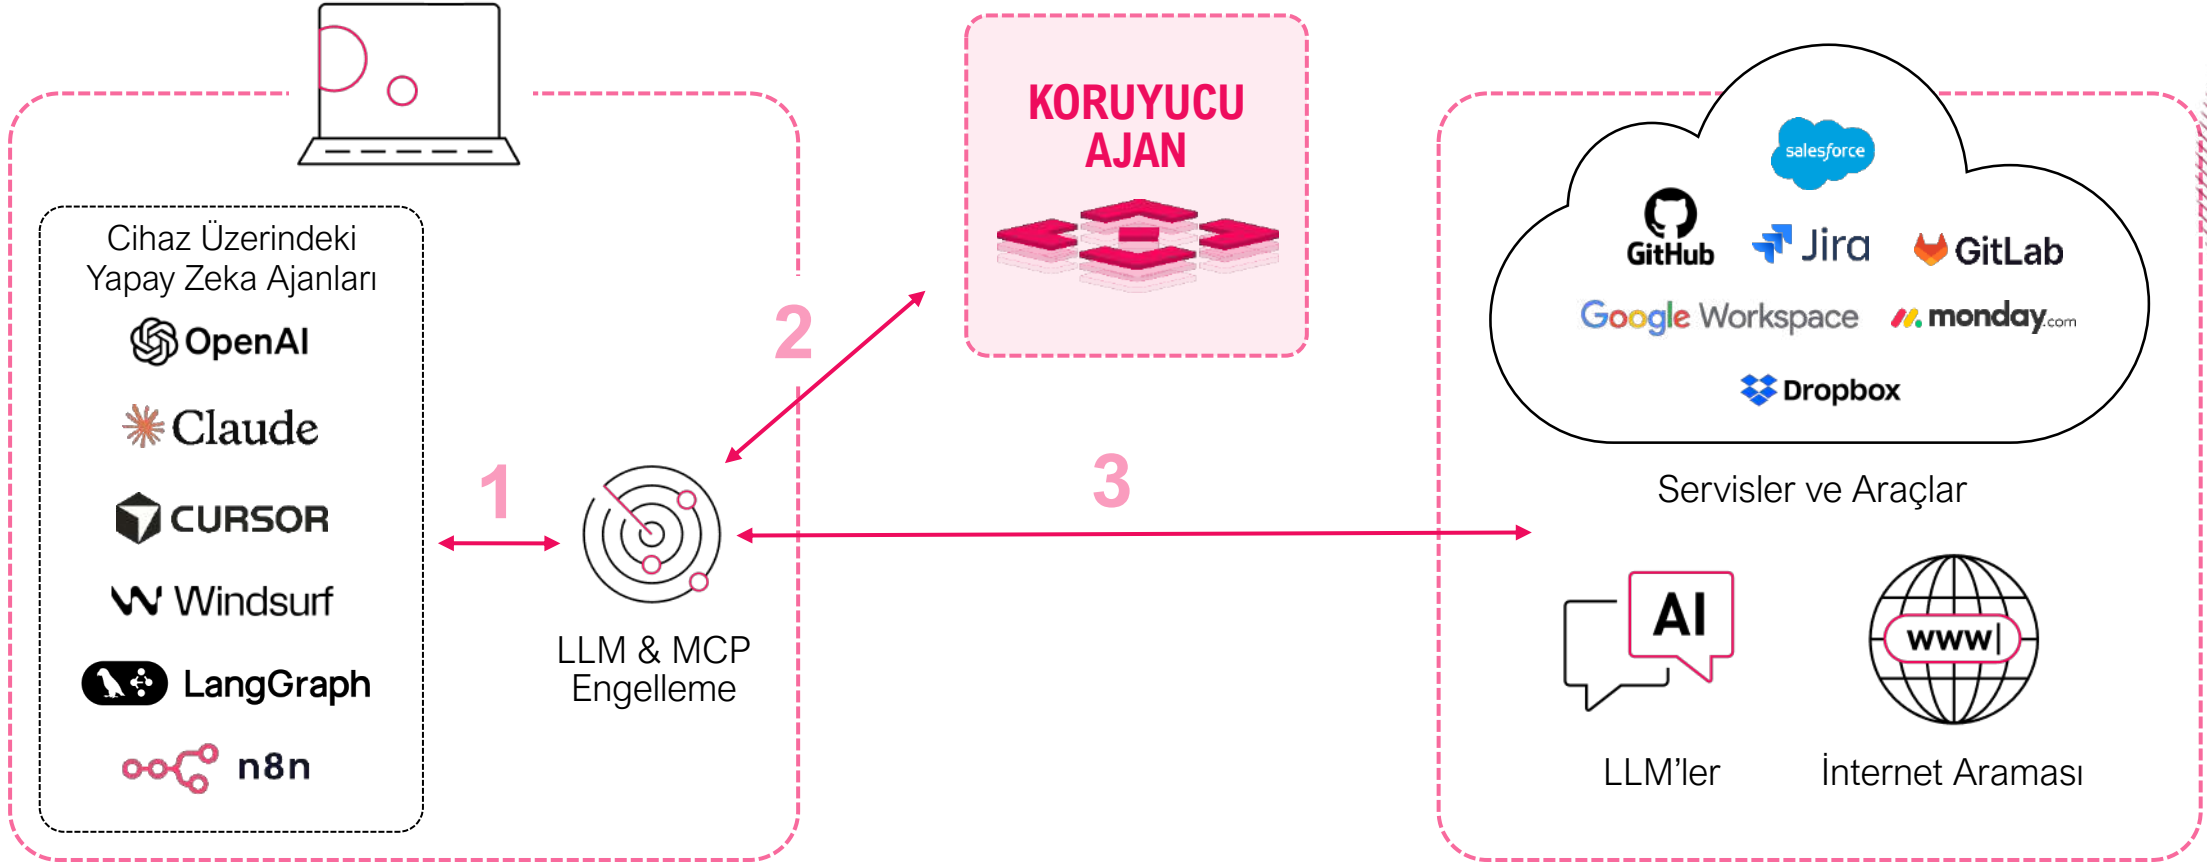 Cihaz Üzerindeki
Yapay Zeka Ajanları
OpenAI
Claude
CURSOR
Windsurf
LangGraph
n8n
1
LLM & MCP
Engelleme
2
KORUYUCU
AJAN
3
salesforce
GitHub
Jira
GitLab
Google Workspace
monday.com
Dropbox
Servisler ve Araçlar
AI
LLM'ler
www
İnternet Araması